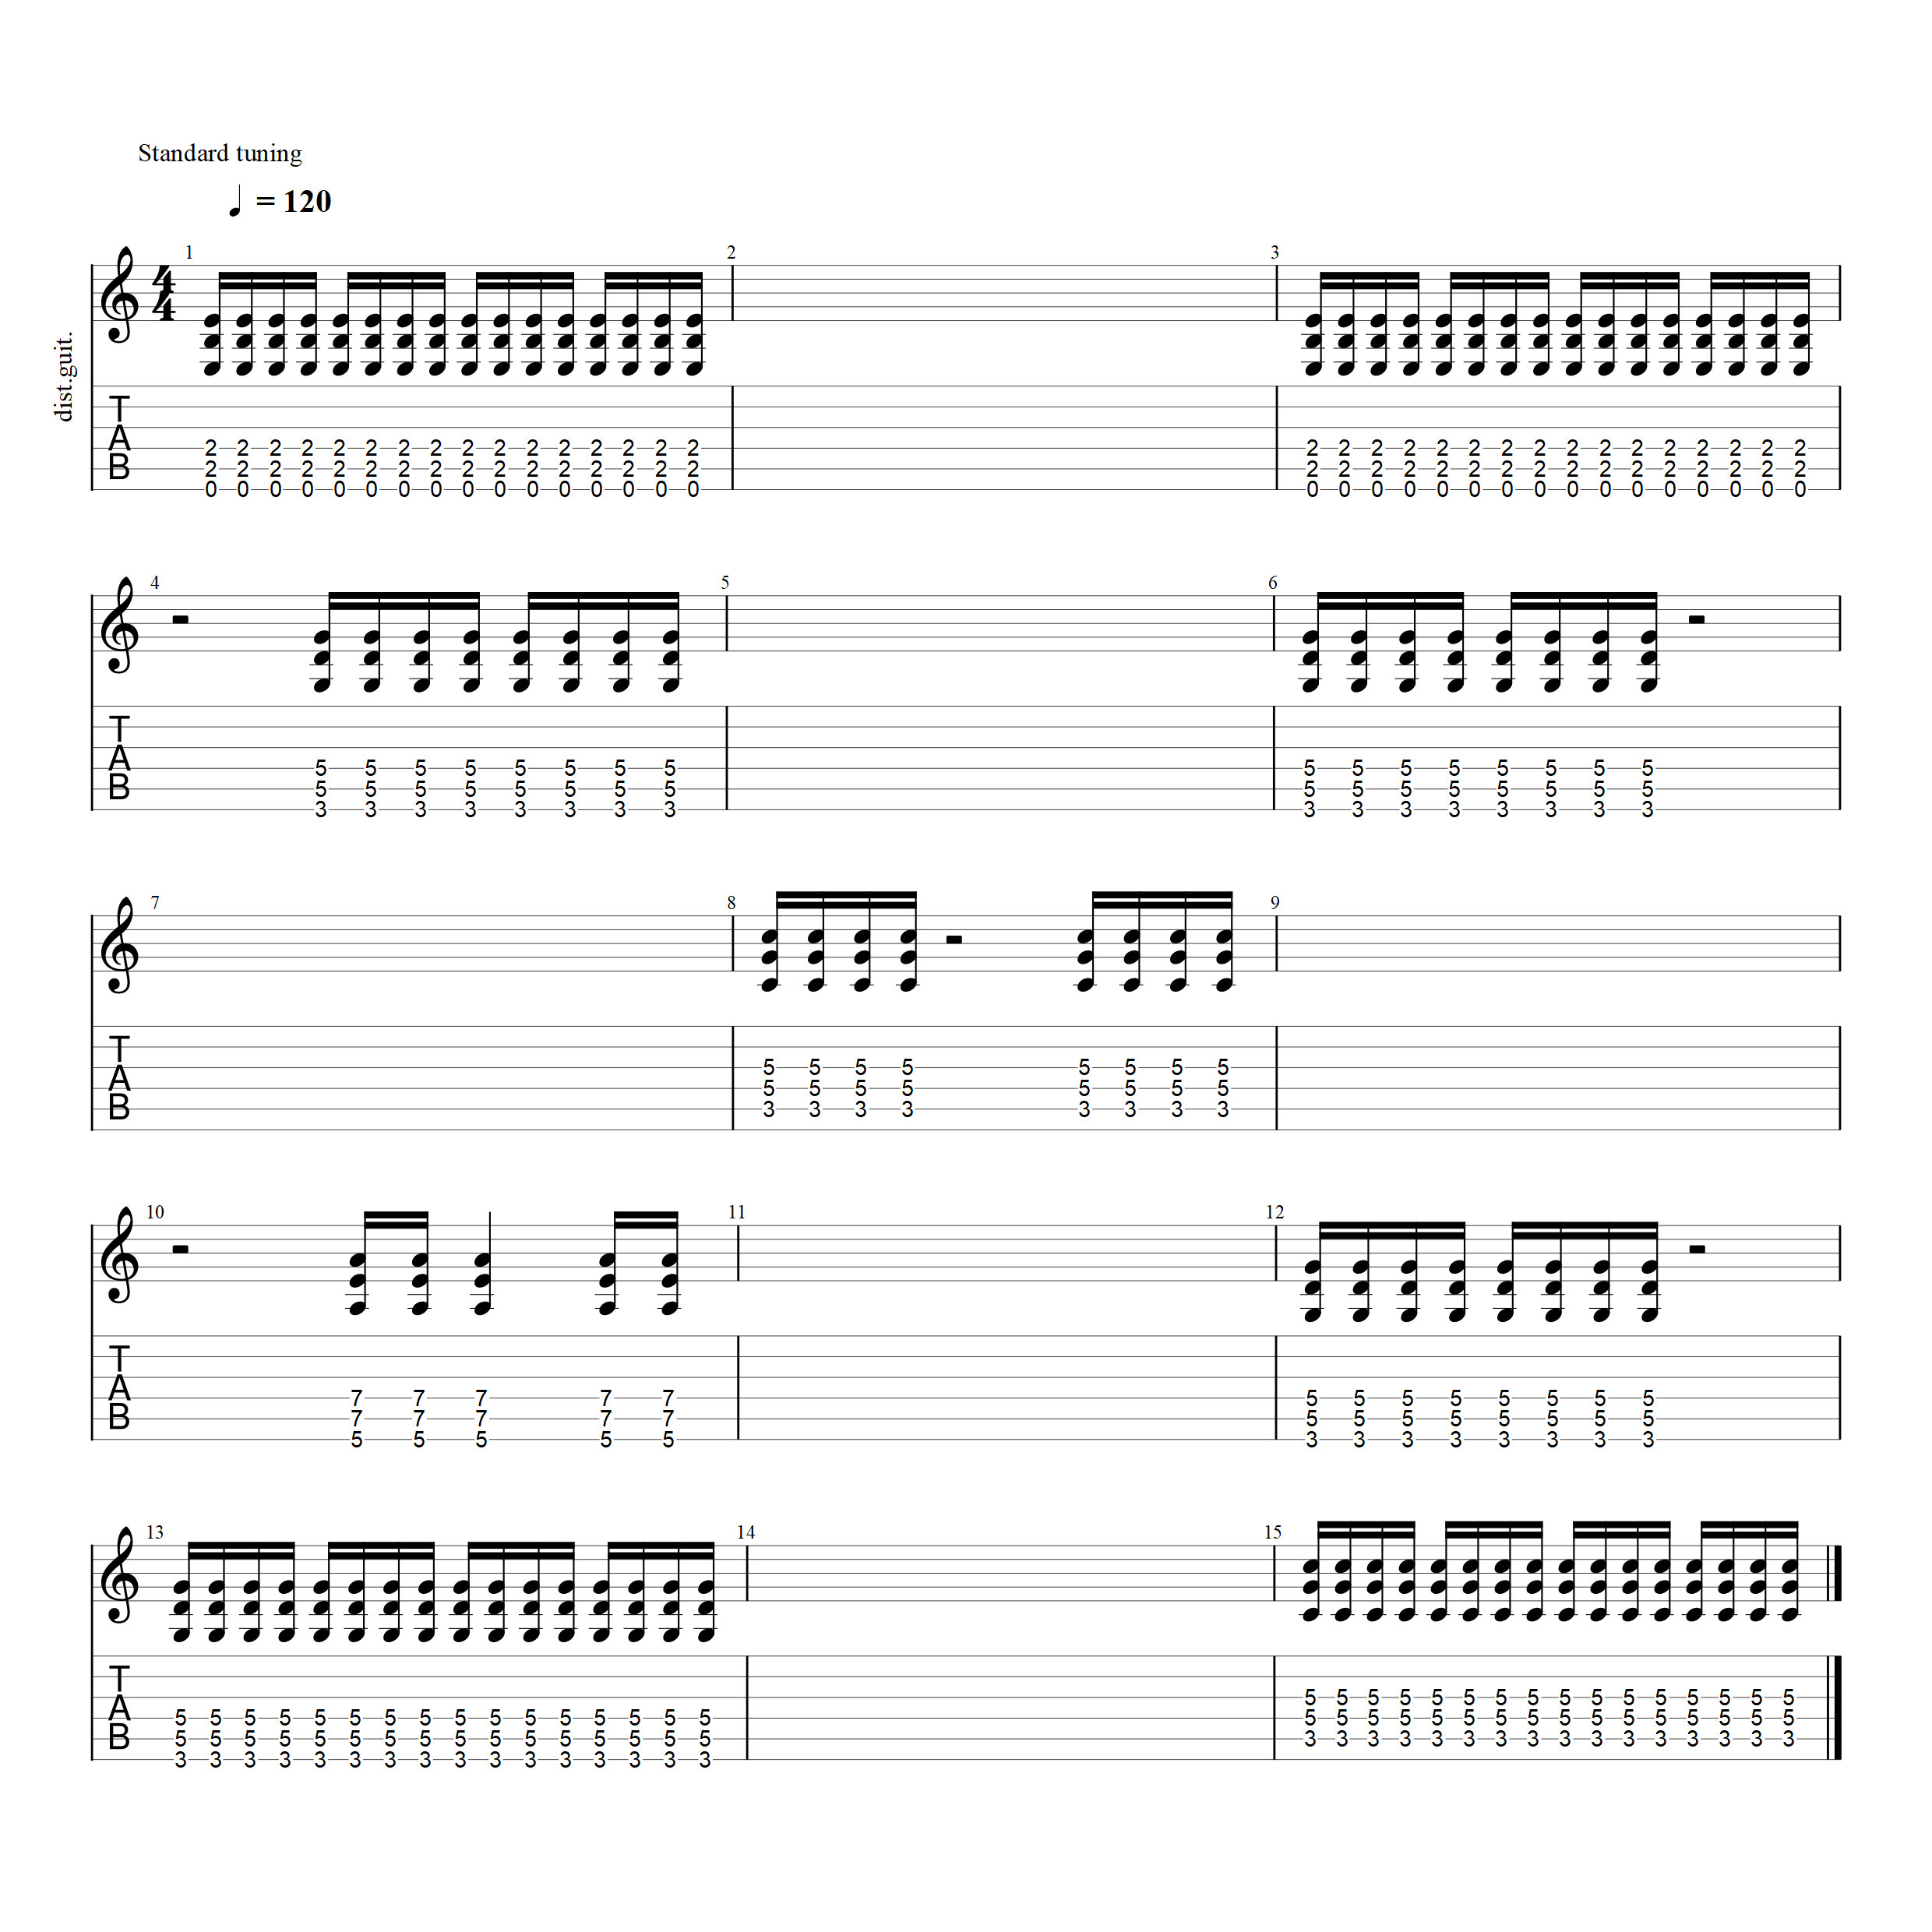 Standard tuning
= 120
dist.guit.
1 2 3
4
4
T
A
B
2 2 2 2 2 2 2 2 2 2 2 2 2 2 2 2 2 2 2 2 2 2 2 2 2 2 2 2 2 2 2 2
2 2 2 2 2 2 2 2 2 2 2 2 2 2 2 2 2 2 2 2 2 2 2 2 2 2 2 2 2 2 2 2
0 0 0 0 0 0 0 0 0 0 0 0 0 0 0 0 0 0 0 0 0 0 0 0 0 0 0 0 0 0 0 0
4 5 6
T
A
B
5 5 5 5 5 5 5 5 5 5 5 5 5 5 5 5
5 5 5 5 5 5 5 5 5 5 5 5 5 5 5 5
3 3 3 3 3 3 3 3 3 3 3 3 3 3 3 3
7 8 9
T
A
B
5 5 5 5 5 5 5 5
5 5 5 5 5 5 5 5
3 3 3 3 3 3 3 3
10 11 12
T
A
B
7 7 7 7 7 5 5 5 5 5 5 5 5
7 7 7 7 7 5 5 5 5 5 5 5 5
5 5 5 5 5 3 3 3 3 3 3 3 3
13 14 15
T
A
B
5 5 5 5 5 5 5 5 5 5 5 5 5 5 5 5
5 5 5 5 5 5 5 5 5 5 5 5 5 5 5 5 5 5 5 5 5 5 5 5 5 5 5 5 5 5 5 5
5 5 5 5 5 5 5 5 5 5 5 5 5 5 5 5 3 3 3 3 3 3 3 3 3 3 3 3 3 3 3 3
3 3 3 3 3 3 3 3 3 3 3 3 3 3 3 3